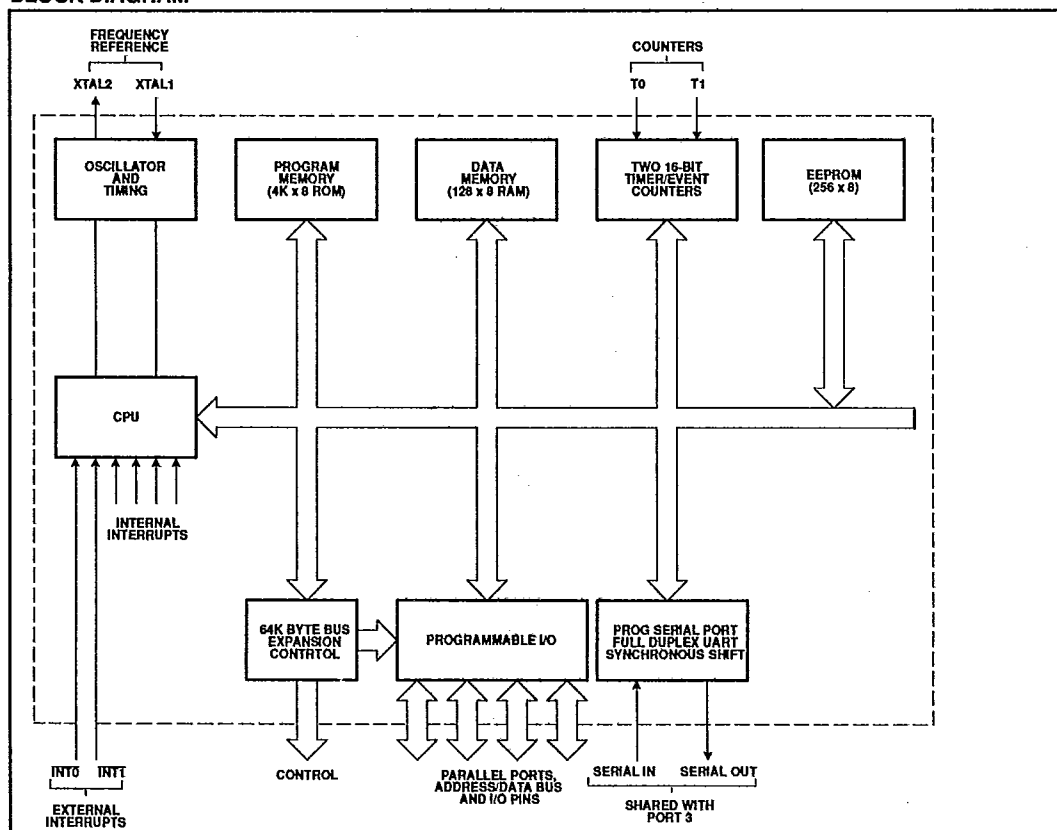 FREQUENCY
REFERENCE
XTAL2 XTAL1
COUNTERS
T0 T1
OSCILLATOR
AND
TIMING
PROGRAM
MEMORY
(4K x 8 ROM)
DATA
MEMORY
(128 x 8 RAM)
TWO 16-BIT
TIMER/EVENT
COUNTERS
EEPROM
(256 x 8)
CPU
INTERNAL
INTERRUPTS
64K BYTE BUS
EXPANSION
CONTRTOL
PROGRAMMABLE I/O
PROG SERIAL PORT
FULL DUPLEX UART
SYNCHRONOUS SHIFT
INT0 INT1
EXTERNAL
INTERRUPTS
CONTROL
PARALLEL PORTS,
ADDRESS/DATA BUS
AND I/O PINS
SERIAL IN SERIAL OUT
SHARED WITH
PORT 3